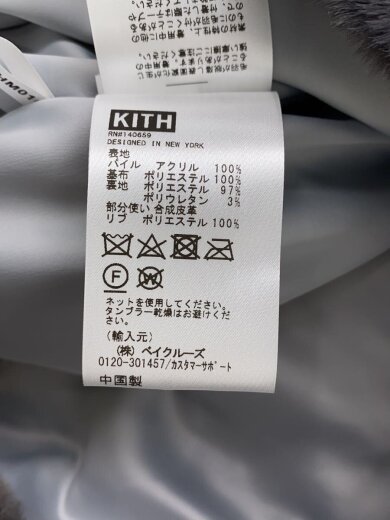 KITH
RN#140659
DESIGNED IN NEW YORK
表地
パイル アクリル 100%
基布 ポリエステル 100%
裏地 ポリエステル 97%
ポリウレタン 3%
部分使い 合成皮革
リブ ポリエステル 100%
F W
ネットを使用してください。
タンブラー乾燥はお避けくだ
さい。
(輸入元)
(株) ベイクルーズ
0120-301457/カスタマーサポート
中国製